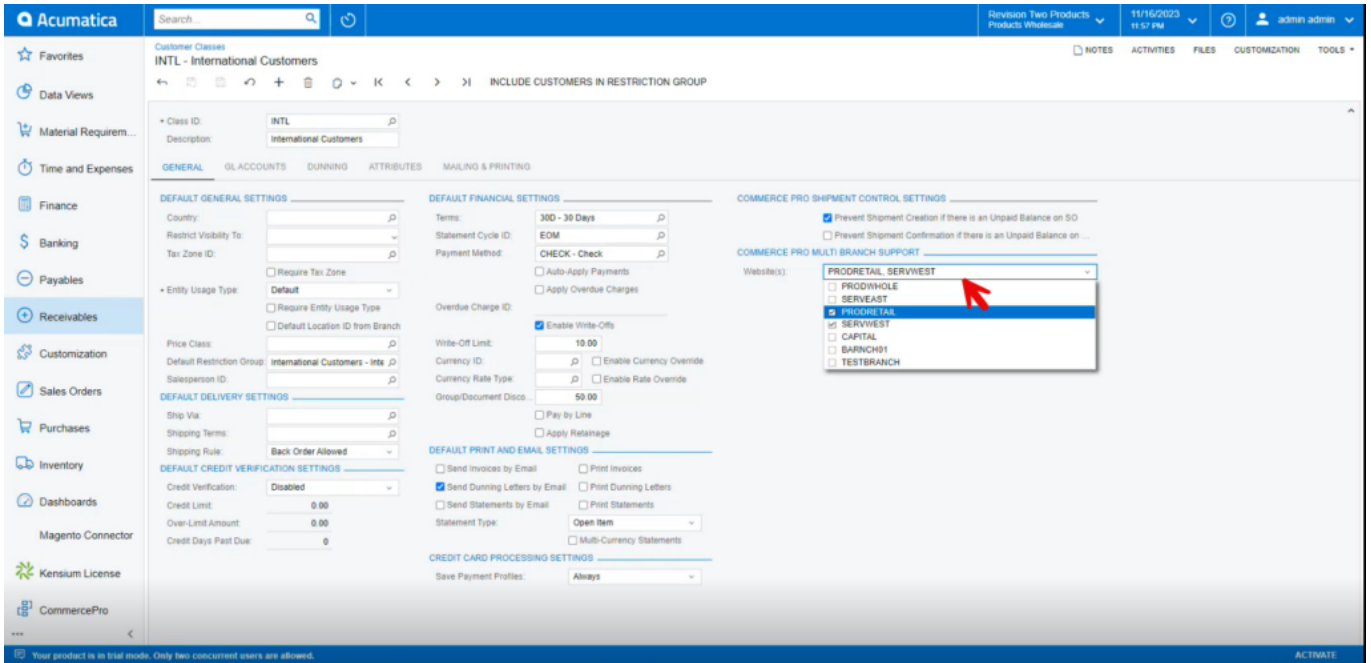 Acumatica
Search...
Revision Two Products
Products Wholesale
11/16/2023
11:57 PM
admin admin
Favorites
Data Views
Material Requirem...
Time and Expenses
Finance
Banking
Payables
Receivables
Customization
Sales Orders
Purchases
Inventory
Dashboards
Magento Connector
Kensium License
CommercePro
Customer Classes
INTL - International Customers
NOTES ACTIVITIES FILES CUSTOMIZATION TOOLS
INCLUDE CUSTOMERS IN RESTRICTION GROUP
• Class ID: INTL
Description: International Customers
GENERAL GL ACCOUNTS DUNNING ATTRIBUTES MAILING & PRINTING
DEFAULT GENERAL SETTINGS
Country:
Restrict Visibility To:
Tax Zone ID:
Require Tax Zone
• Entity Usage Type: Default
Require Entity Usage Type
Default Location ID from Branch
Price Class:
Default Restriction Group: International Customers - Inte
Salesperson ID:
DEFAULT DELIVERY SETTINGS
Ship Via:
Shipping Terms:
Shipping Rule: Back Order Allowed
DEFAULT CREDIT VERIFICATION SETTINGS
Credit Verification: Disabled
Credit Limit: 0.00
Over-Limit Amount: 0.00
Credit Days Past Due: 0
DEFAULT FINANCIAL SETTINGS
Terms: 30D - 30 Days
Statement Cycle ID: EOM
Payment Method: CHECK - Check
Auto-Apply Payments
Apply Overdue Charges
Overdue Charge ID:
Enable Write-Offs
Write-Off Limit: 10.00
Currency ID: Enable Currency Override
Currency Rate Type: Enable Rate Override
Group/Document Disco... 50.00
Pay by Line
Apply Retainage
DEFAULT PRINT AND EMAIL SETTINGS
Send Invoices by Email Print Invoices
Send Dunning Letters by Email Print Dunning Letters
Send Statements by Email Print Statements
Statement Type: Open Item
Multi-Currency Statements
CREDIT CARD PROCESSING SETTINGS
Save Payment Profiles: Always
COMMERCE PRO SHIPMENT CONTROL SETTINGS
Prevent Shipment Creation if there is an Unpaid Balance on SO
Prevent Shipment Confirmation if there is an Unpaid Balance on ...
COMMERCE PRO MULTI BRANCH SUPPORT
Website(s): PRODRETAIL, SERVWEST
PRODWHOLE
SERVEAST
PRODRETAIL
SERVWEST
CAPITAL
BARNCH01
TESTBRANCH
Your product is in trial mode. Only two concurrent users are allowed.
ACTIVATE